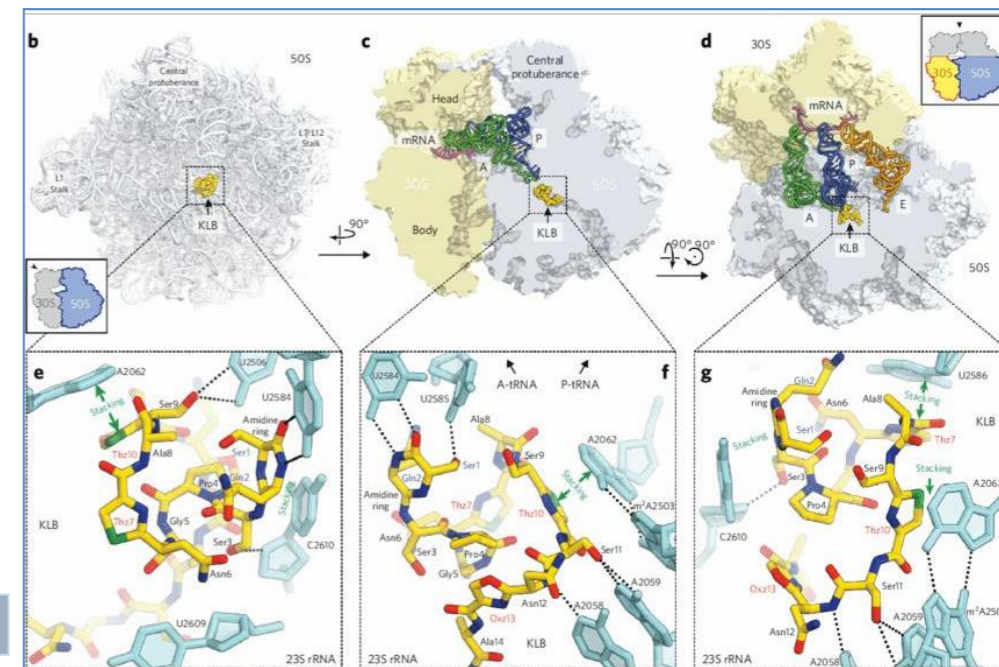 b
50S
Central
protuberance
L7/L12
Stalk
L1
Stalk
KLB
30S
50S
90°
c
Central
protuberance
Head
mRNA
P
A
30S
50S
KLB
Body
90° 90°
d
30S
mRNA
P
A
E
KLB
50S
30S
50S
e
A2062
U2506
Stacking
Ser9
U2584
Amidine
ring
Thz10
Ala8
Ser1
Pro4
Gln2
Stacking
KLB
Thz7
Gly5
Ser3
C2610
Asn6
U2609
23S rRNA
f
U2584
A-tRNA
P-tRNA
U2585
Ala8
A2062
Ser9
Ser1
Gln2
Stacking
Amidine
ring
Thz7
Thz10
m²A2503
Asn6
Ser3
Pro4
Gly5
Ser11
A2059
Asn12
Oxz13
A2058
Ala14
KLB
23S rRNA
g
U2586
Gln2
Amidine
ring
Asn6
Ala8
Stacking
KLB
Ser1
Thz7
Stacking
Ser9
Stacking
Ser3
Pro4
A2062
Thz10
C2610
Ser11
Oxz13
Asn12
A2059
m²A250
A2058
23S rRNA